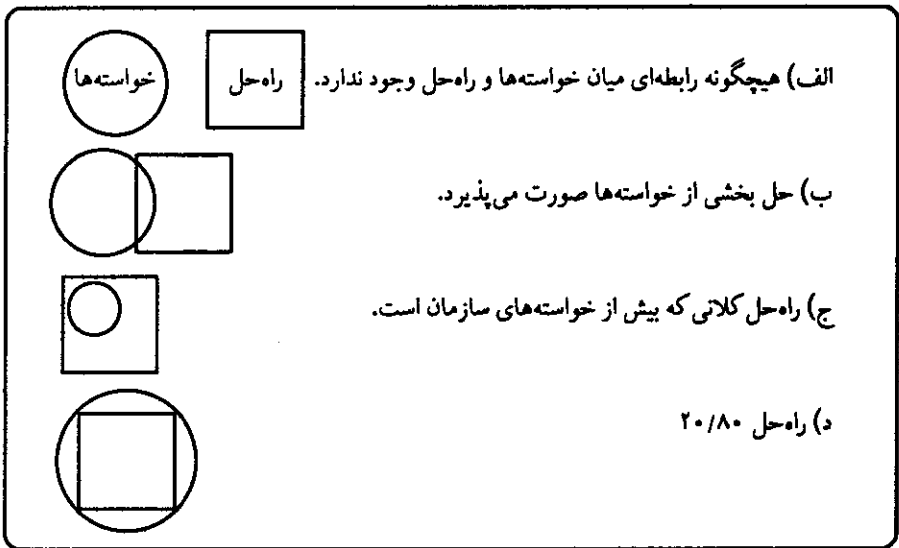 الف) هیچگونه رابطه‌ای میان خواسته‌ها و راه‌حل وجود ندارد.
راه‌حل
خواسته‌ها
ب) حل بخشی از خواسته‌ها صورت می‌پذیرد.
ج) راه‌حل کلانی که بیش از خواسته‌های سازمان است.
د) راه‌حل ۲۰/۸۰